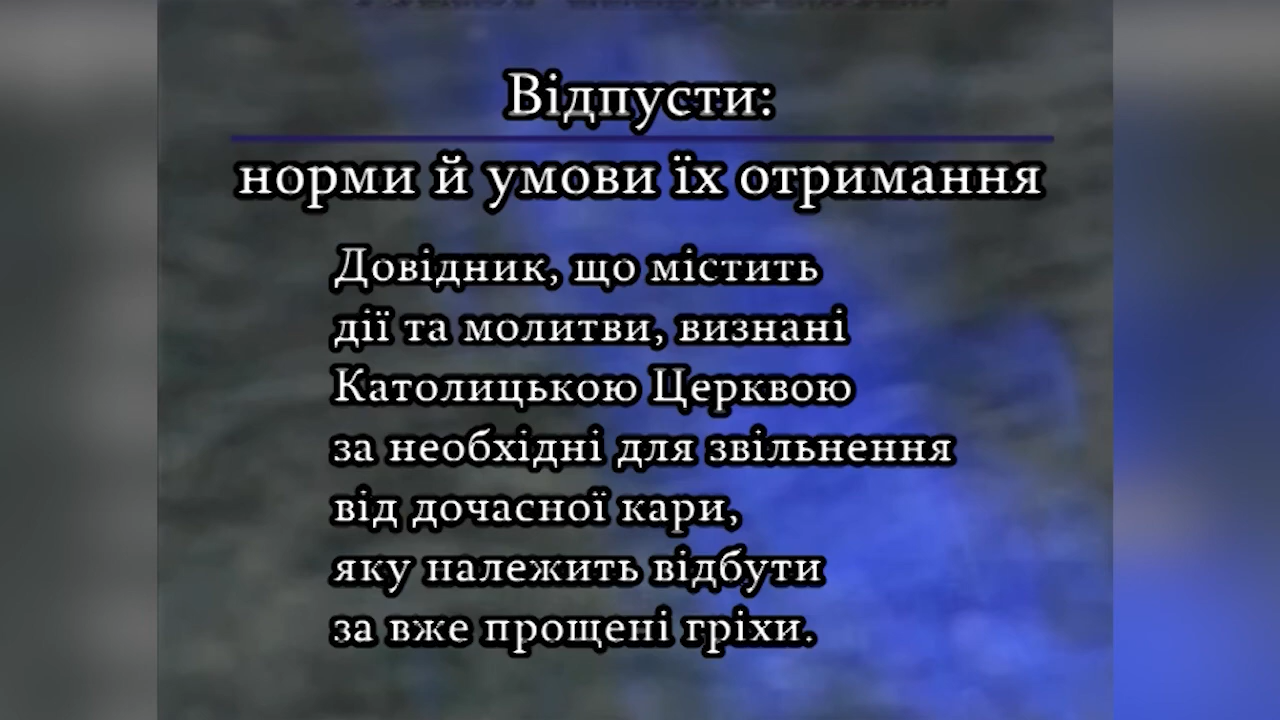 Відпусти:
норми й умови їх отримання
Довідник, що містить
дії та молитви, визнані
Католицькою Церквою
за необхідні для звільнення
від дочасної кари,
яку належить відбути
за вже прощені гріхи.